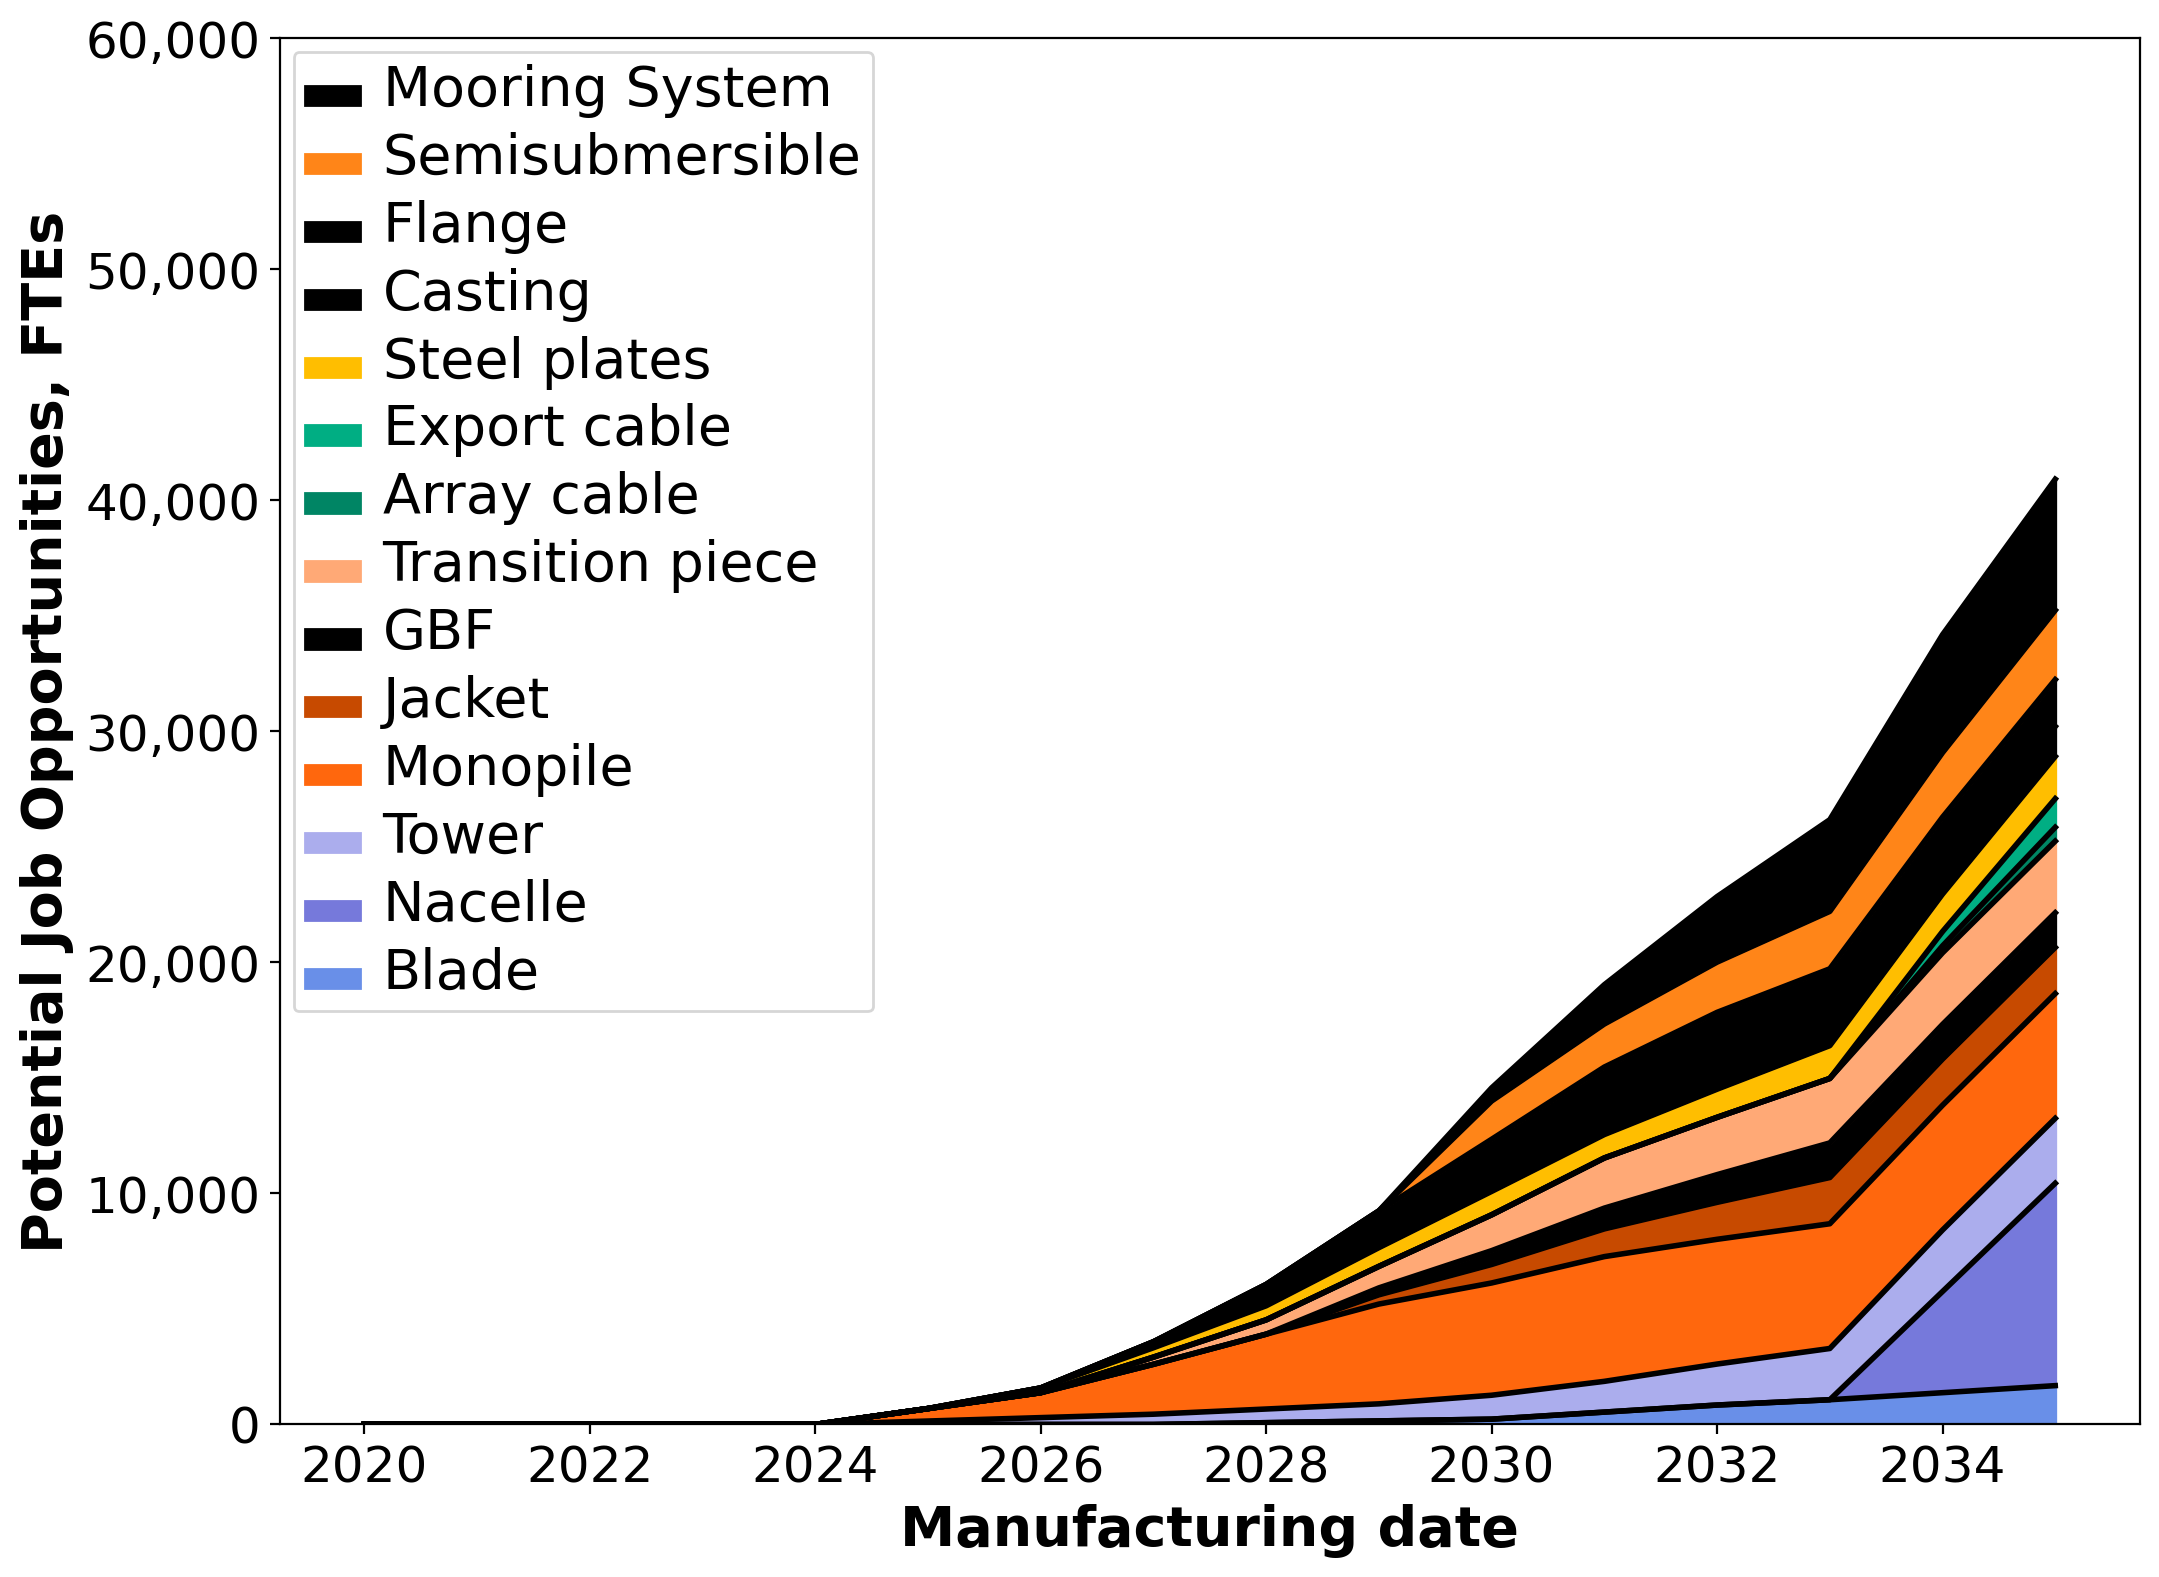 60,000
50,000
40,000
30,000
20,000
10,000
0
Potential Job Opportunities, FTEs
Mooring System
Semisubmersible
Flange
Casting
Steel plates
Export cable
Array cable
Transition piece
GBF
Jacket
Monopile
Tower
Nacelle
Blade
2020 2022 2024 2026 2028 2030 2032 2034
Manufacturing date